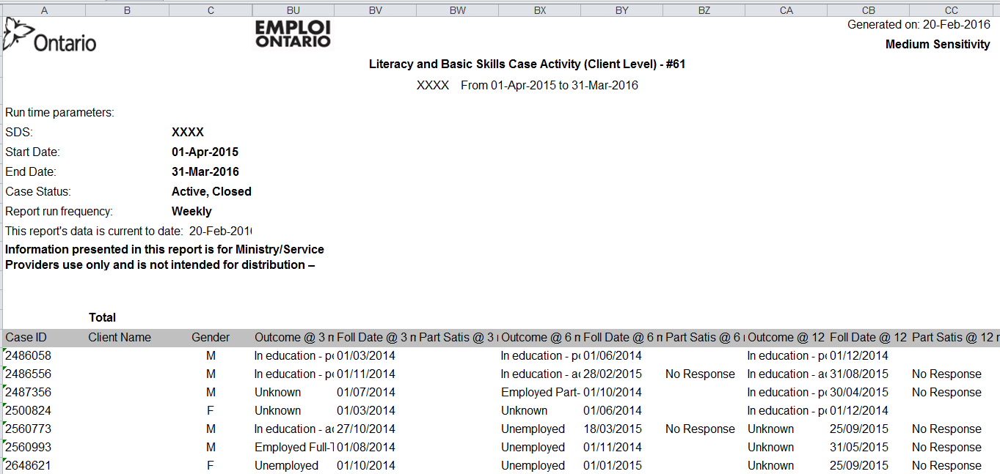 A B C BU BV BW BX BY BZ CA CB CC
Ontario EMPLOI ONTARIO Generated on: 20-Feb-2016
Medium Sensitivity
Literacy and Basic Skills Case Activity (Client Level) - #61
XXXX From 01-Apr-2015 to 31-Mar-2016
Run time parameters:
SDS: XXXX
Start Date: 01-Apr-2015
End Date: 31-Mar-2016
Case Status: Active, Closed
Report run frequency: Weekly
This report's data is current to date: 20-Feb-201
Information presented in this report is for Ministry/Service
Providers use only and is not intended for distribution –
Total
Case ID Client Name Gender Outcome @ 3 m Foll Date @ 3 m Part Satis @ 3 Outcome @ 6 m Foll Date @ 6 m Part Satis @ 6 Outcome @ 12 Foll Date @ 12 Part Satis @ 12 m
2486058 M In education - po 01/03/2014 In education - po 01/06/2014 In education - po 01/12/2014
2486556 M In education - po 01/11/2014 In education - ac 28/02/2015 No Response In education - ac 31/08/2015 No Response
2487356 M Unknown 01/07/2014 Employed Part- 01/10/2014 In education - po 30/04/2015 No Response
2500824 F Unknown 01/03/2014 Unknown 01/06/2014 In education - po 01/12/2014
2560773 M In education - ac 27/10/2014 Unemployed 18/03/2015 No Response Unknown 25/09/2015 No Response
2560993 M Employed Full-T 01/08/2014 Unemployed 01/11/2014 Unknown 31/05/2015 No Response
2648621 F Unemployed 01/10/2014 Unemployed 01/01/2015 Unknown 25/09/2015 No Response